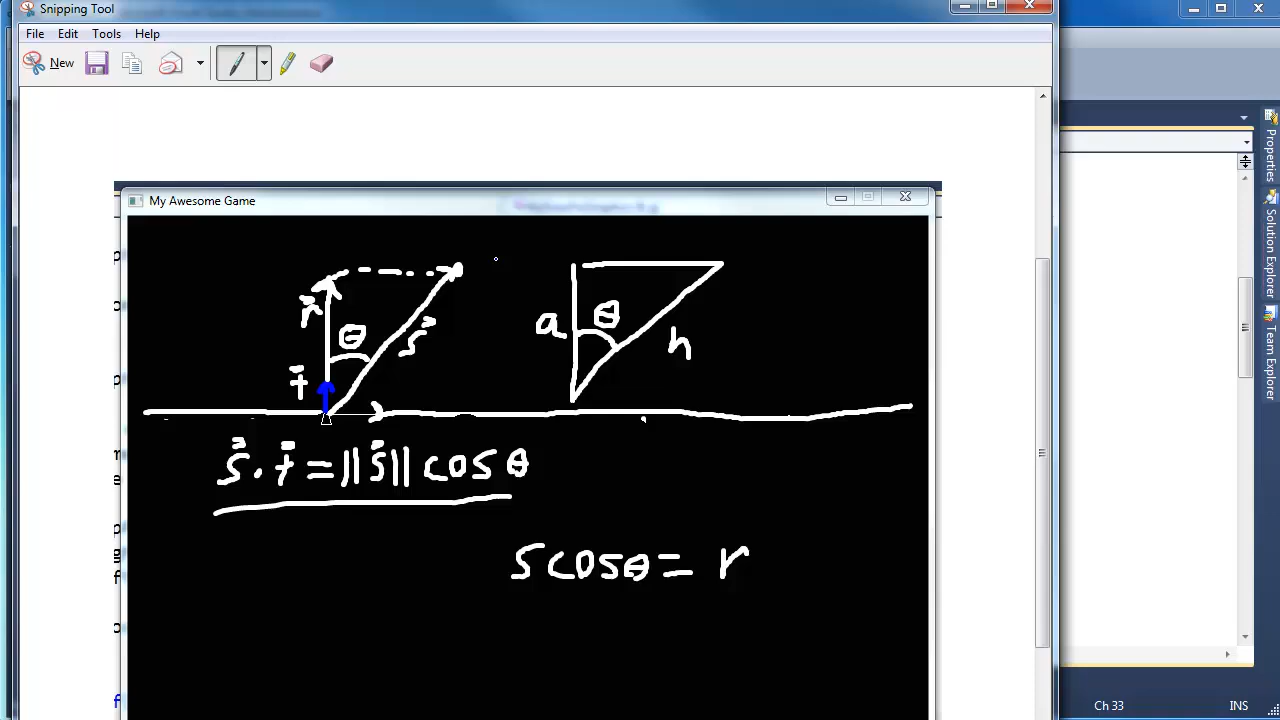 Snipping Tool
File Edit Tools Help
New
My Awesome Game
r θ s
t
a θ h
s · t = ||s|| cos θ
s cos θ = r
Properties
Solution Explorer
Team Explorer
Ch 33 INS